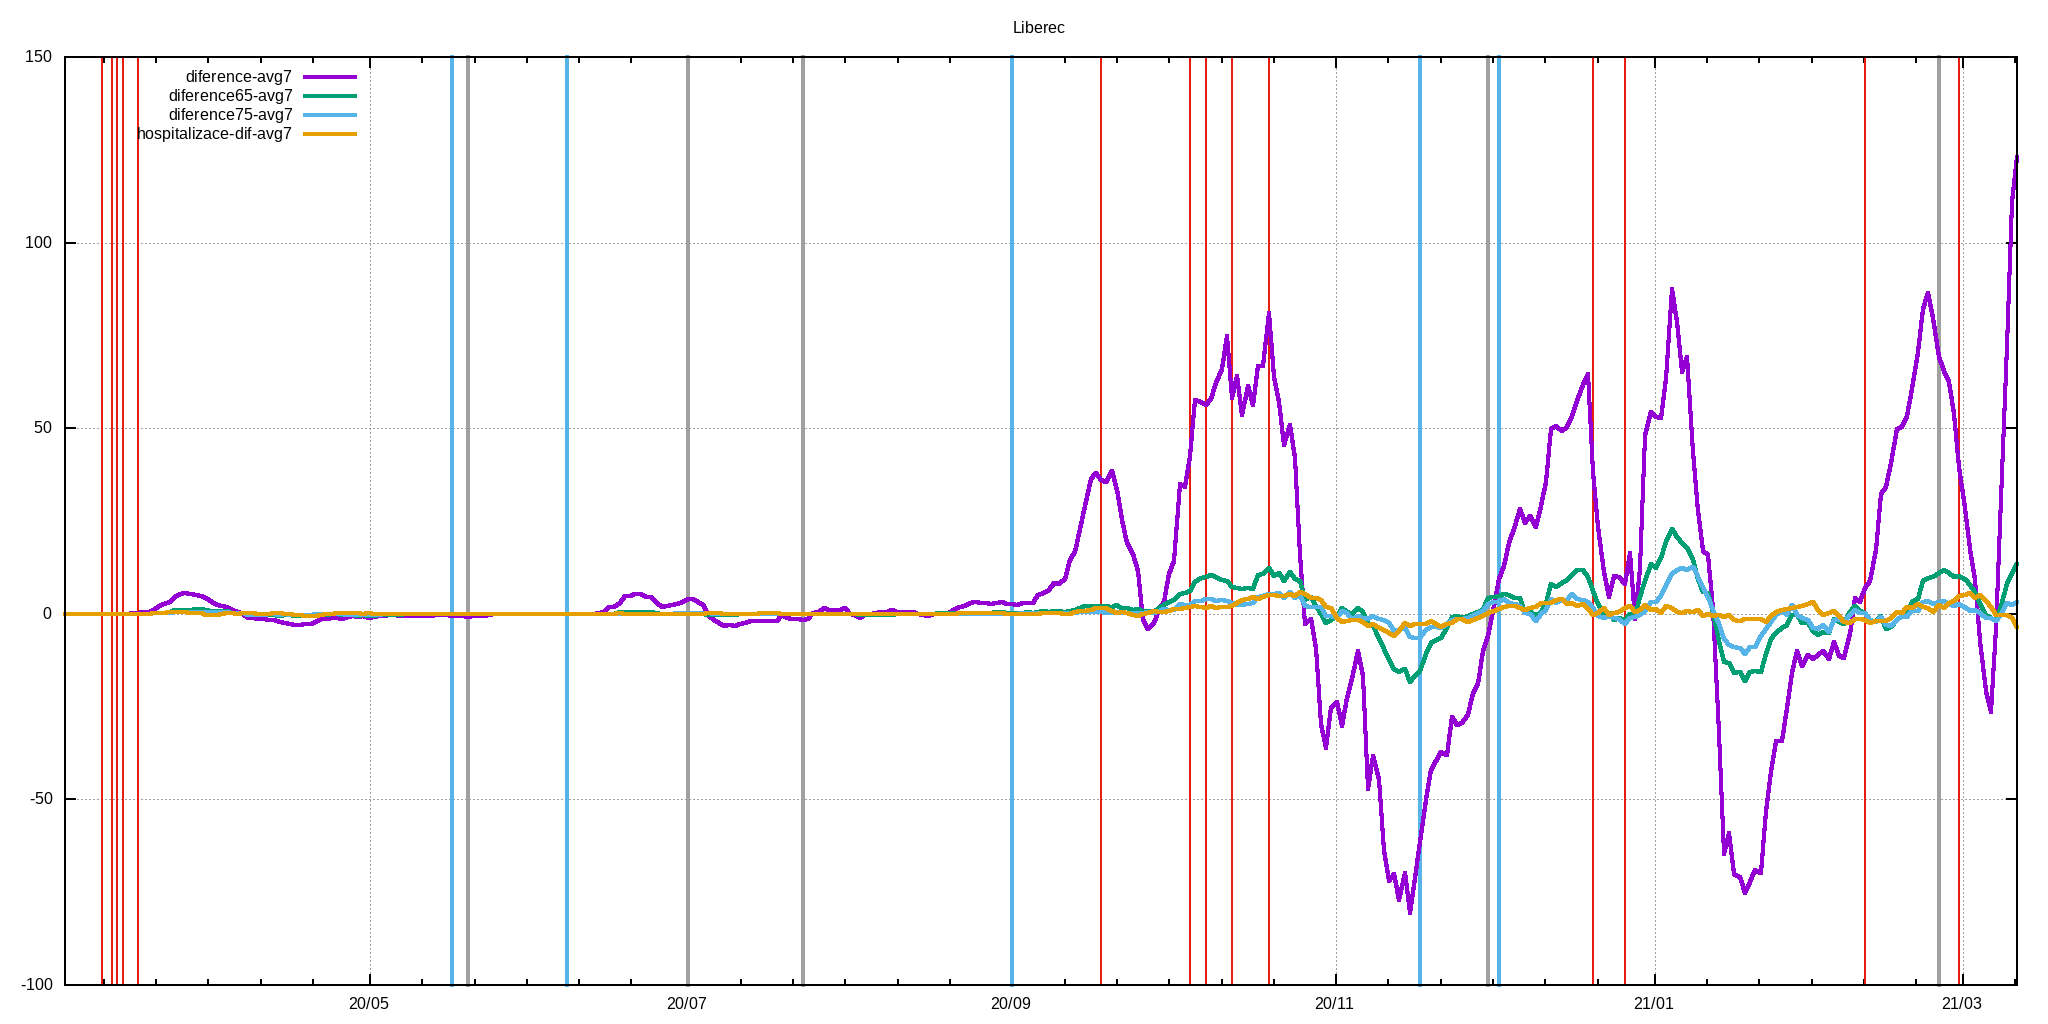 Liberec
150
100
50
0
-50
-100
diference-avg7
diference65-avg7
diference75-avg7
hospitalizace-dif-avg7
20/05
20/07
20/09
20/11
21/01
21/03